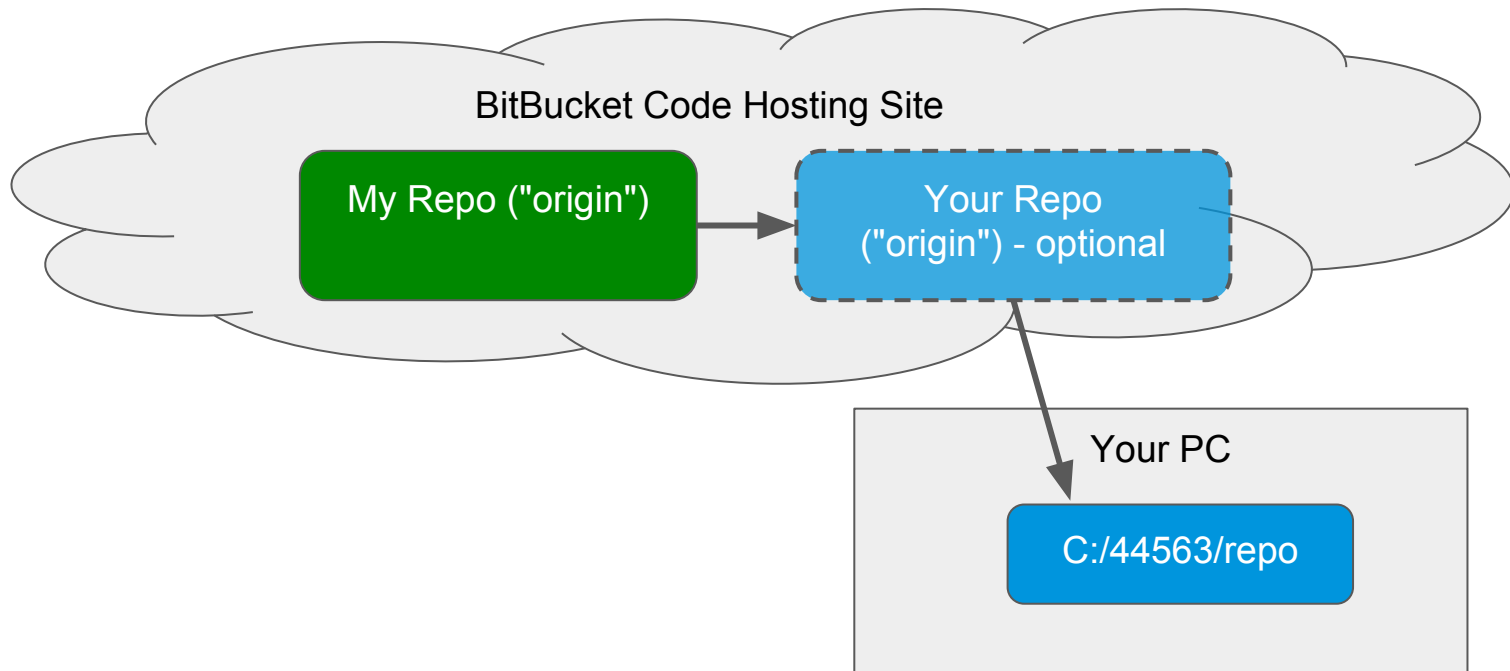 BitBucket Code Hosting Site
My Repo ("origin")
Your Repo
("origin") - optional
Your PC
C:/44563/repo